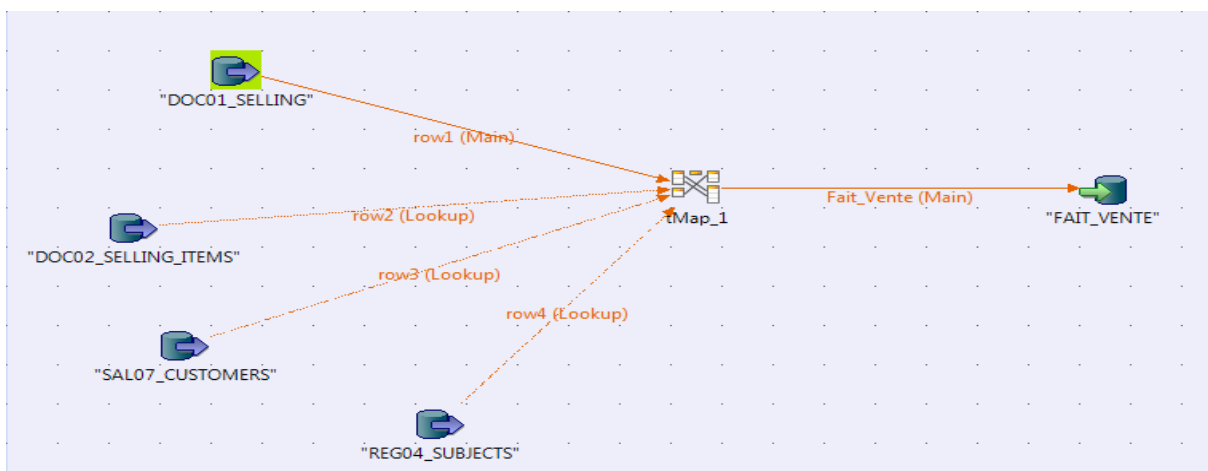 "DOC01_SELLING"
row1 (Main)
row2 (Lookup)
tMap_1
Fait_Vente (Main)
"FAIT_VENTE"
"DOC02_SELLING_ITEMS"
row3 (Lookup)
row4 (Lookup)
"SAL07_CUSTOMERS"
"REG04_SUBJECTS"